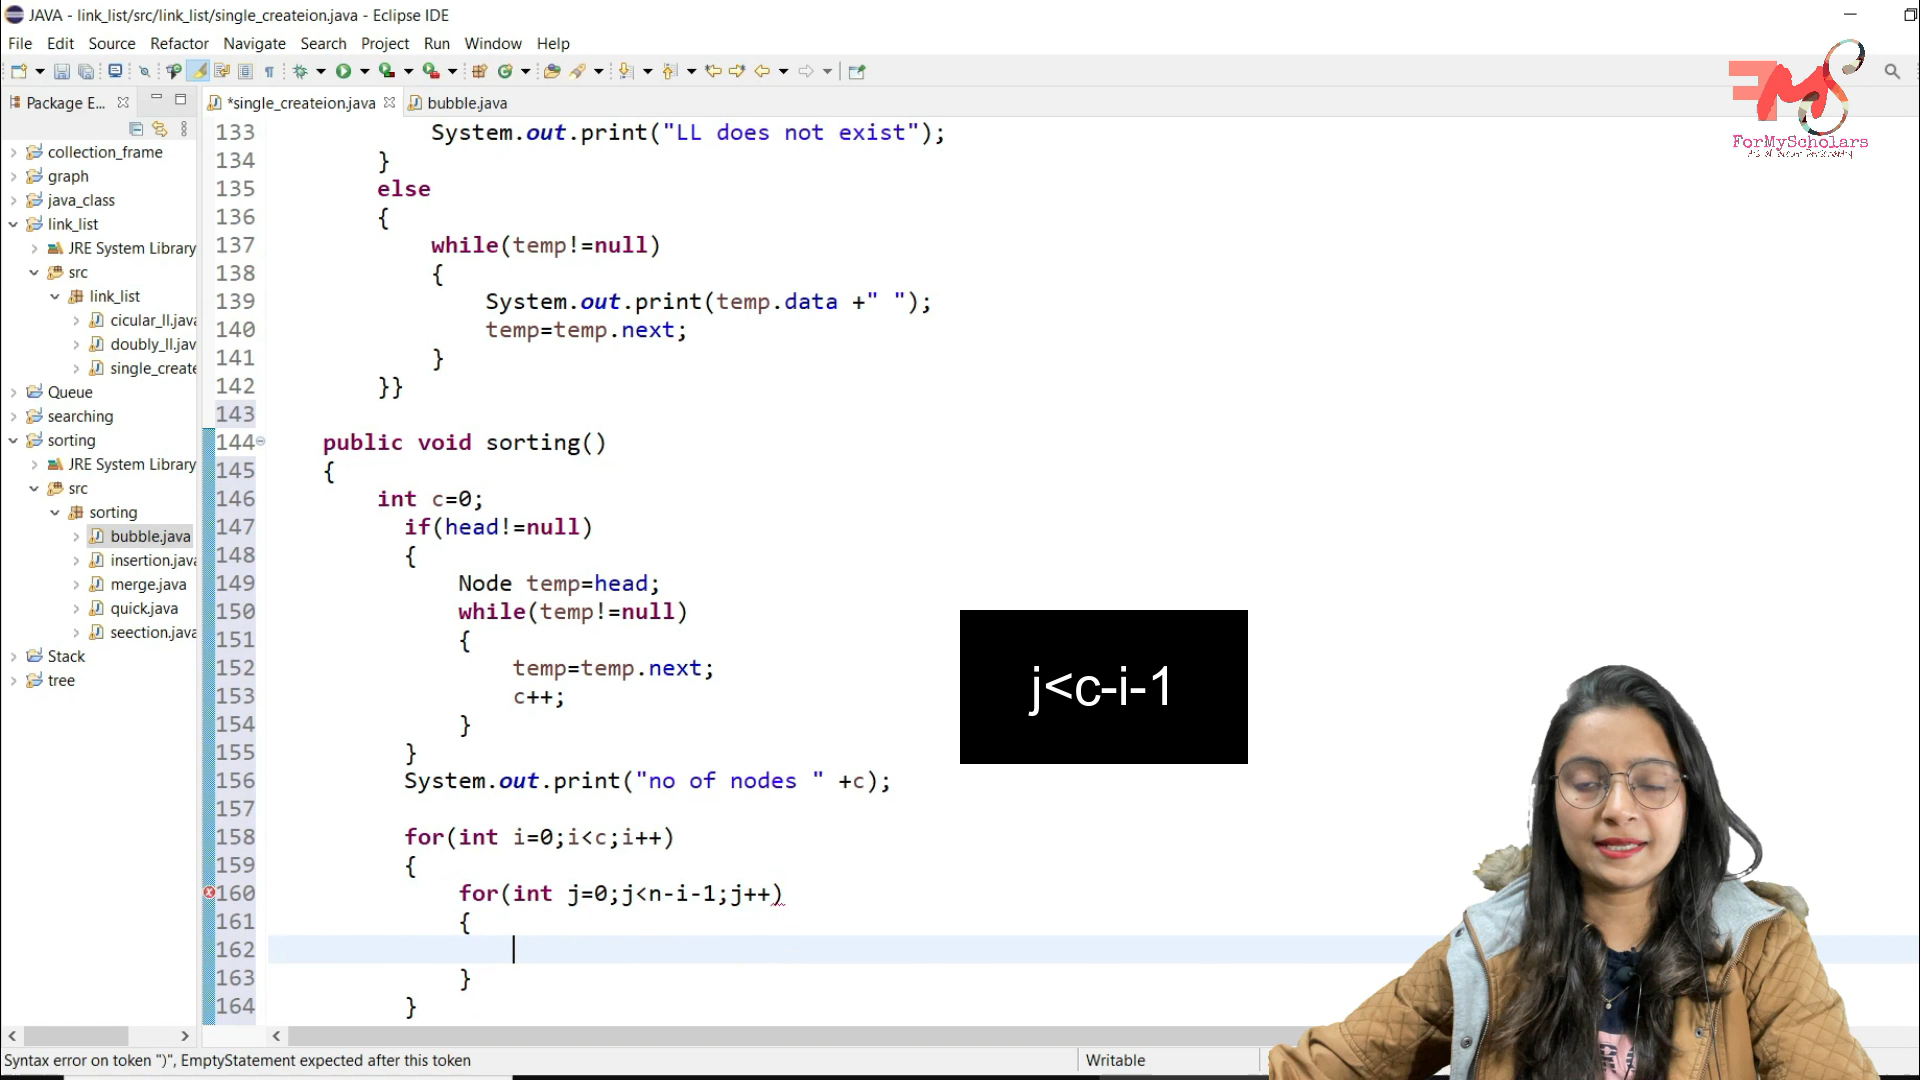 JAVA - link_list/src/link_list/single_createion.java - Eclipse IDE
File Edit Source Refactor Navigate Search Project Run Window Help
Package E...
*single_createion.java
bubble.java
collection_frame
graph
java_class
link_list
JRE System Library
src
link_list
cicular_ll.java
doubly_ll.jav
single_create
Queue
searching
sorting
JRE System Library
src
sorting
bubble.java
insertion.java
merge.java
quick.java
seection.java
Stack
tree
133 System.out.print("LL does not exist");
134 }
135 else
136 {
137 while(temp!=null)
138 {
139 System.out.print(temp.data +" ");
140 temp=temp.next;
141 }
142 }}
143
144 public void sorting()
145 {
146 int c=0;
147 if(head!=null)
148 {
149 Node temp=head;
150 while(temp!=null)
151 {
152 temp=temp.next;
153 c++;
154 }
155 }
156 System.out.print("no of nodes " +c);
157
158 for(int i=0;i<c;i++)
159 {
160 for(int j=0;j<n-i-1;j++)
161 {
162
163 }
164 }
j<c-i-1
FMS
ForMyScholars
Syntax error on token ")", EmptyStatement expected after this token
Writable